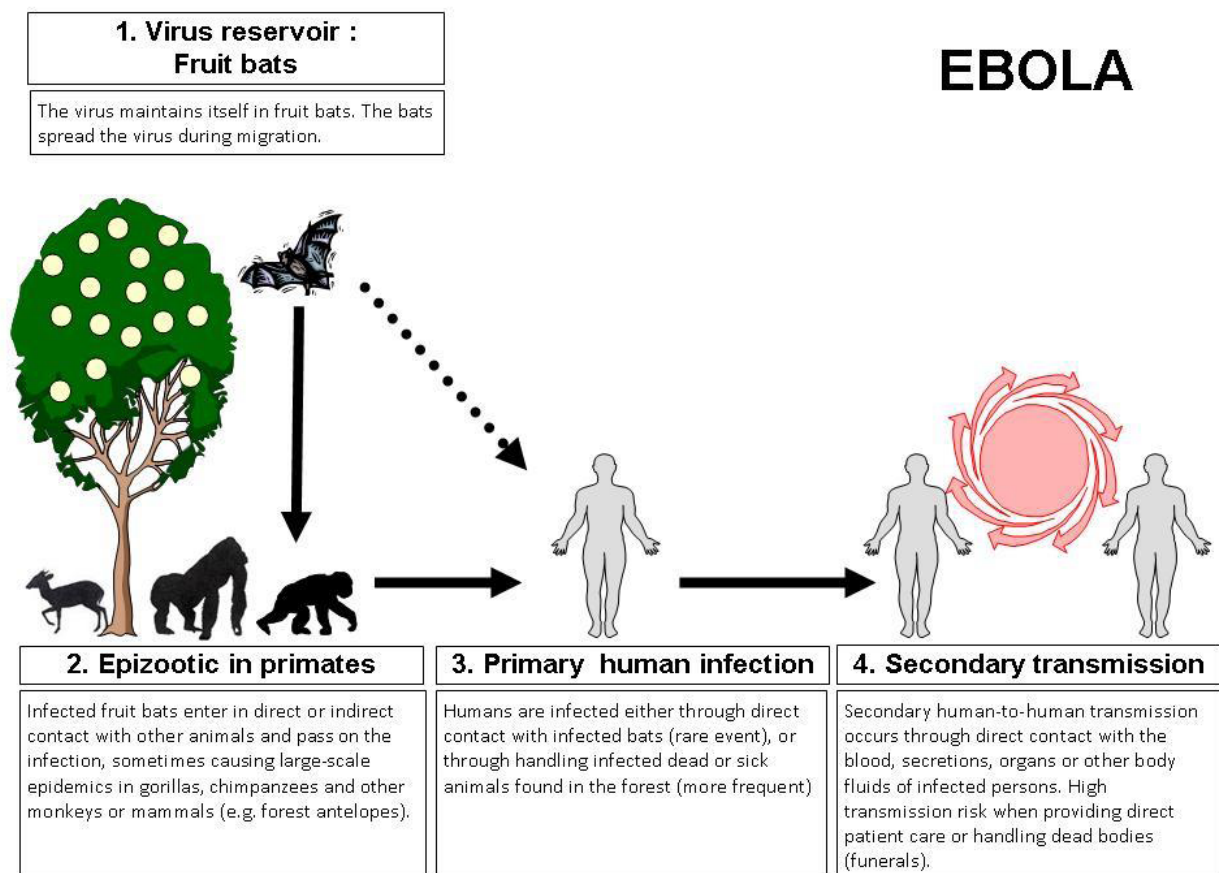 1. Virus reservoir :
Fruit bats
EBOLA
The virus maintains itself in fruit bats. The bats
spread the virus during migration.
2. Epizootic in primates
Infected fruit bats enter in direct or indirect
contact with other animals and pass on the
infection, sometimes causing large-scale
epidemics in gorillas, chimpanzees and other
monkeys or mammals (e.g. forest antelopes).
3. Primary human infection
Humans are infected either through direct
contact with infected bats (rare event), or
through handling infected dead or sick
animals found in the forest (more frequent)
4. Secondary transmission
Secondary human-to-human transmission
occurs through direct contact with the
blood, secretions, organs or other body
fluids of infected persons. High
transmission risk when providing direct
patient care or handling dead bodies
(funerals).